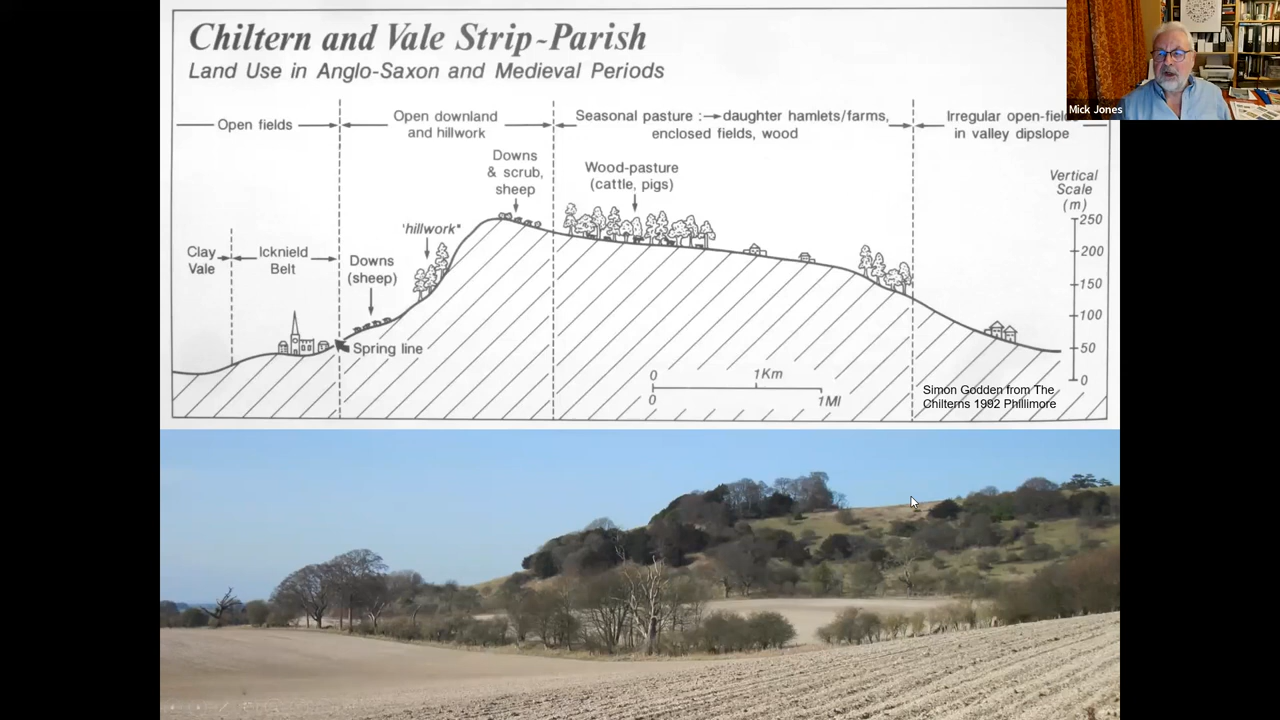 Chiltern and Vale Strip-Parish
Land Use in Anglo-Saxon and Medieval Periods
Mick Jones
Open fields
Open downland
and hillwork
Seasonal pasture :→daughter hamlets/farms,
enclosed fields, wood
Irregular open-field
in valley dipslope
Downs
& scrub,
sheep
Wood-pasture
(cattle, pigs)
Vertical
Scale
(m)
'hillwork"
Clay
Vale
Icknield
Belt
Downs
(sheep)
Spring line
250
200
150
100
50
0
0
1Km
0
1MI
Simon Godden from The
Chilterns 1992 Phillimore